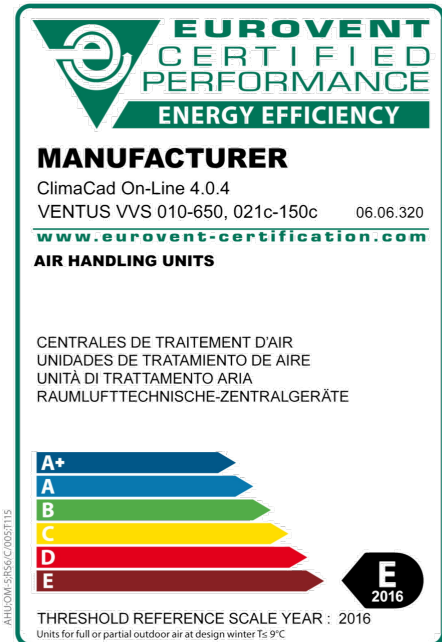 EUROVENT
CERTIFIED
PERFORMANCE
ENERGY EFFICIENCY
MANUFACTURER
ClimaCad On-Line 4.0.4
VENTUS VVS 010-650, 021c-150c 06.06.320
www.eurovent-certification.com
AIR HANDLING UNITS
CENTRALES DE TRAITEMENT D'AIR
UNIDADES DE TRATAMIENTO DE AIRE
UNITÀ DI TRATTAMENTO ARIA
RAUMLUFTTECHNISCHE-ZENTRALGERÄTE
A+
A
B
C
D
E
E
2016
THRESHOLD REFERENCE SCALE YEAR : 2016
Units for full or partial outdoor air at design winter T≤ 9°C
AHU:OM-5;RS6/C/005;T115